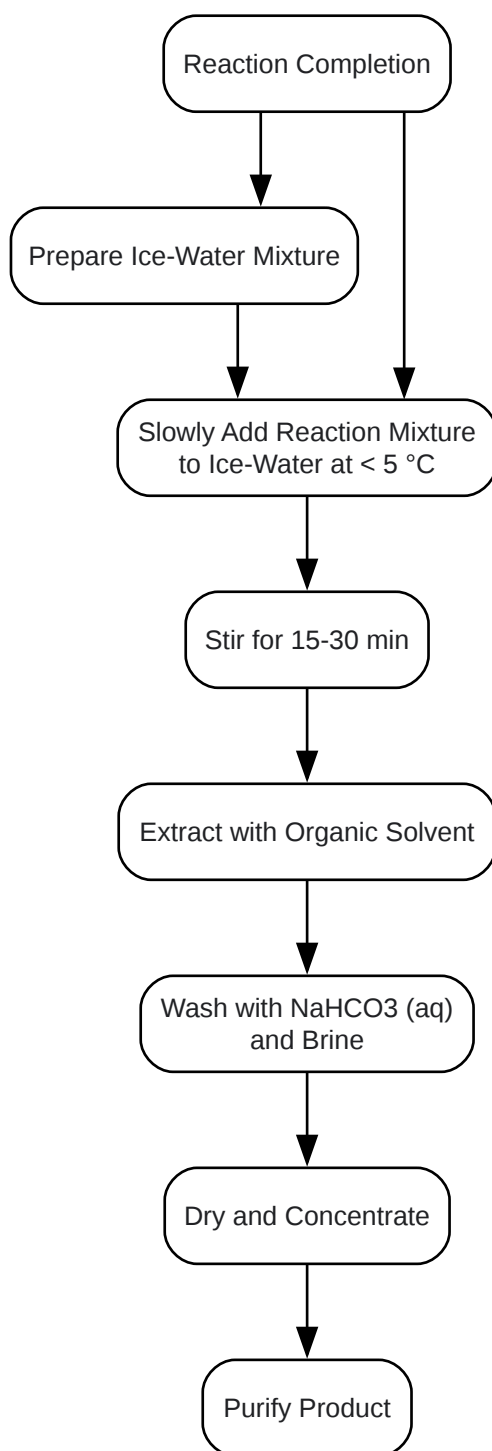 Reaction Completion
Prepare Ice-Water Mixture
Slowly Add Reaction Mixture
to Ice-Water at < 5 °C
Stir for 15-30 min
Extract with Organic Solvent
Wash with NaHCO3 (aq)
and Brine
Dry and Concentrate
Purify Product